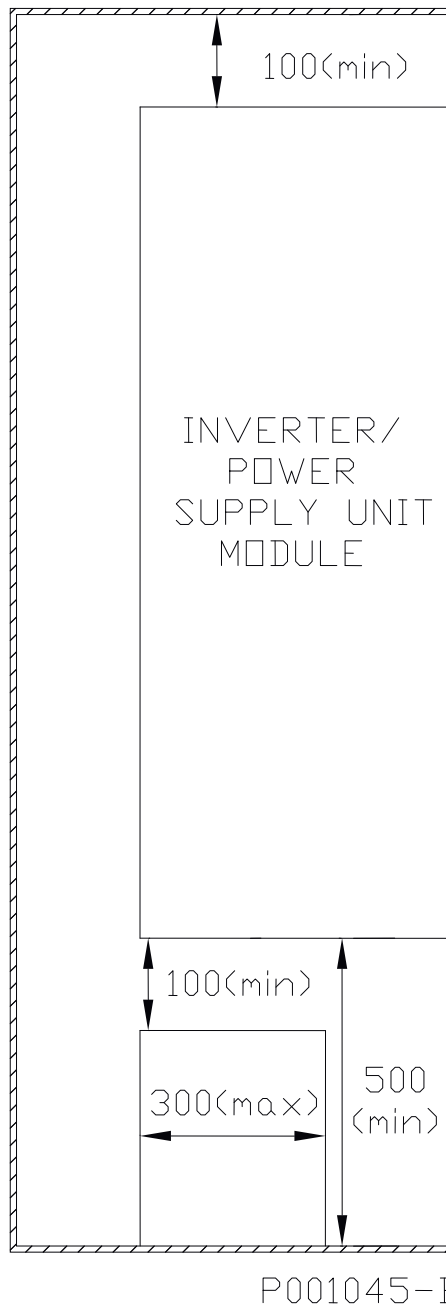 100(min)
INVERTER/
POWER
SUPPLY UNIT
MODULE
100(min)
300(max)
500
(min)